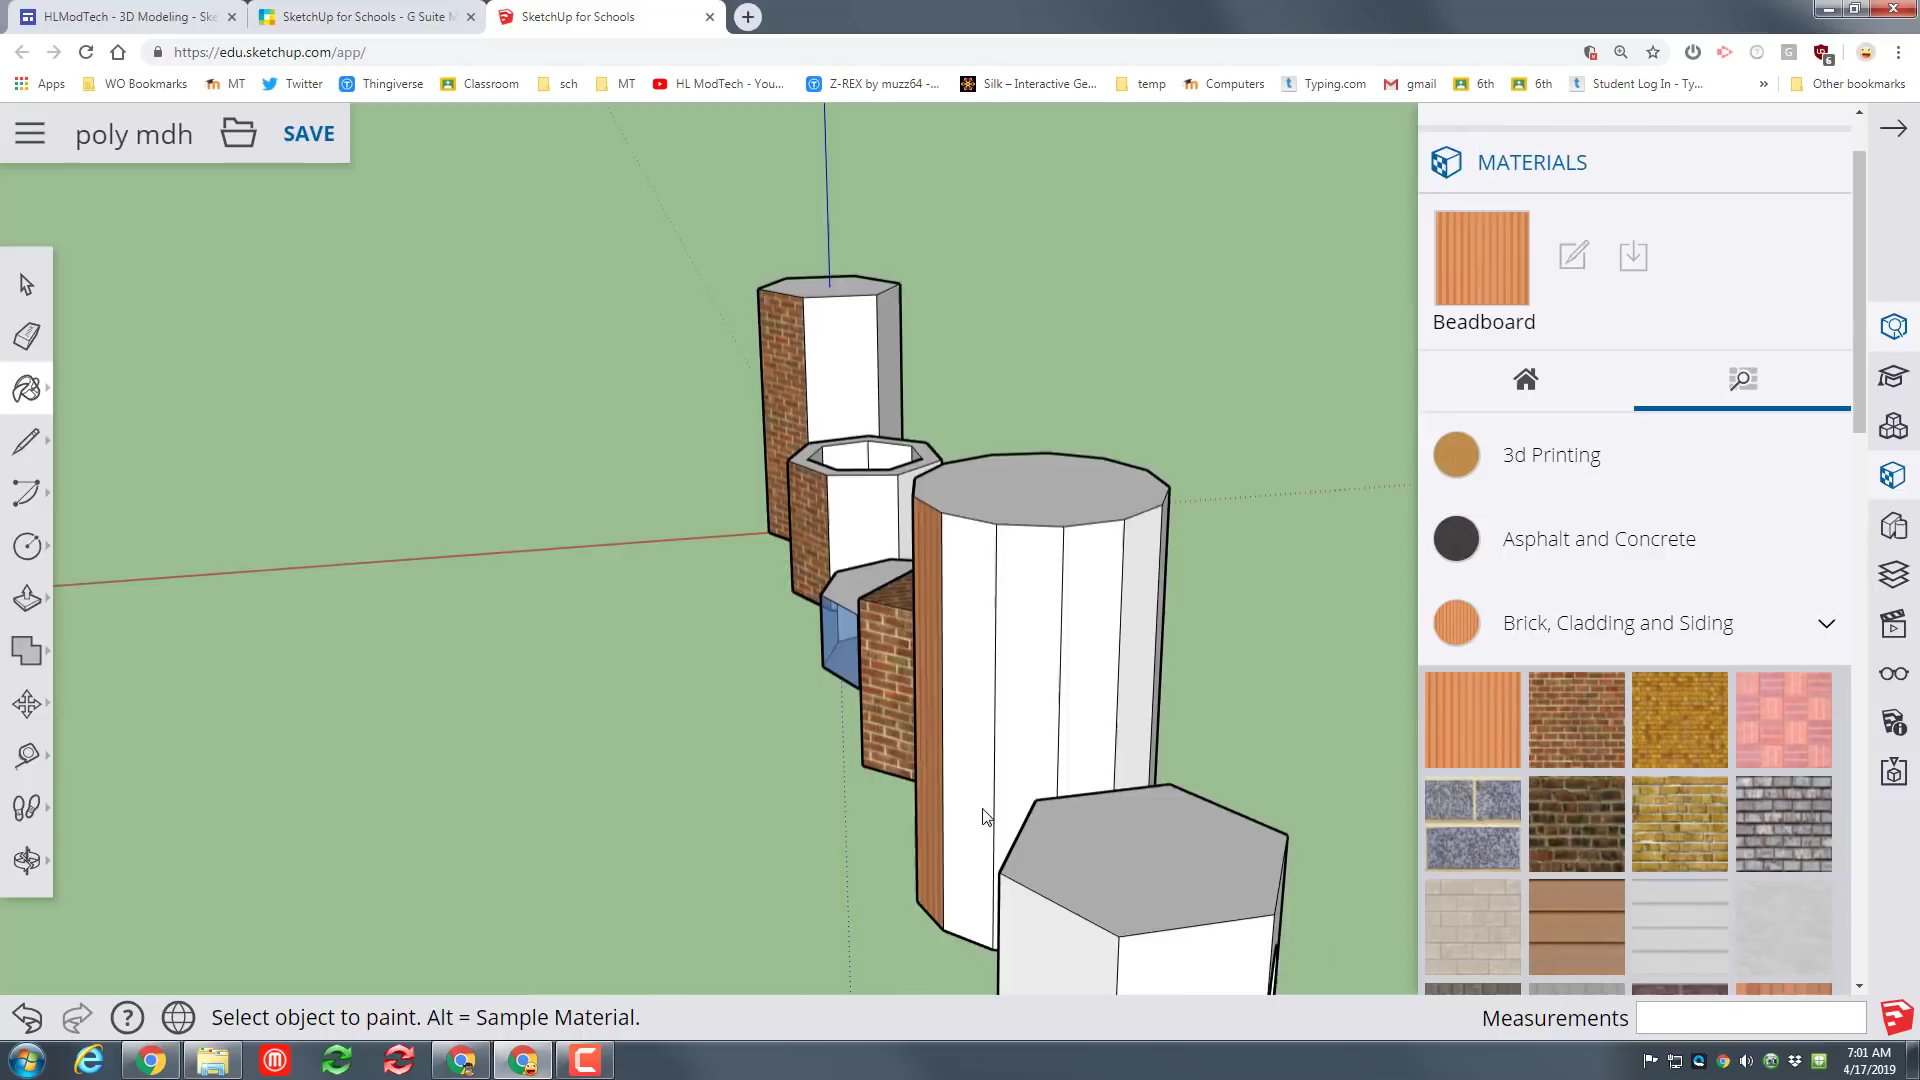 HLModTech - 3D Modeling - Ske
SketchUp for Schools - G Suite M
SketchUp for Schools
https://edu.sketchup.com/app/
6
Apps
WO Bookmarks
MT
Twitter
Thingiverse
Classroom
sch
MT
HL ModTech - You...
Z-REX by muzz64 -...
Silk – Interactive Ge...
temp
Computers
Typing.com
gmail
6th
6th
Student Log In - Ty...
»
Other bookmarks
poly mdh
SAVE
MATERIALS
Beadboard
3d Printing
Asphalt and Concrete
Brick, Cladding and Siding
Select object to paint. Alt = Sample Material.
Measurements
7:01 AM
4/17/2019